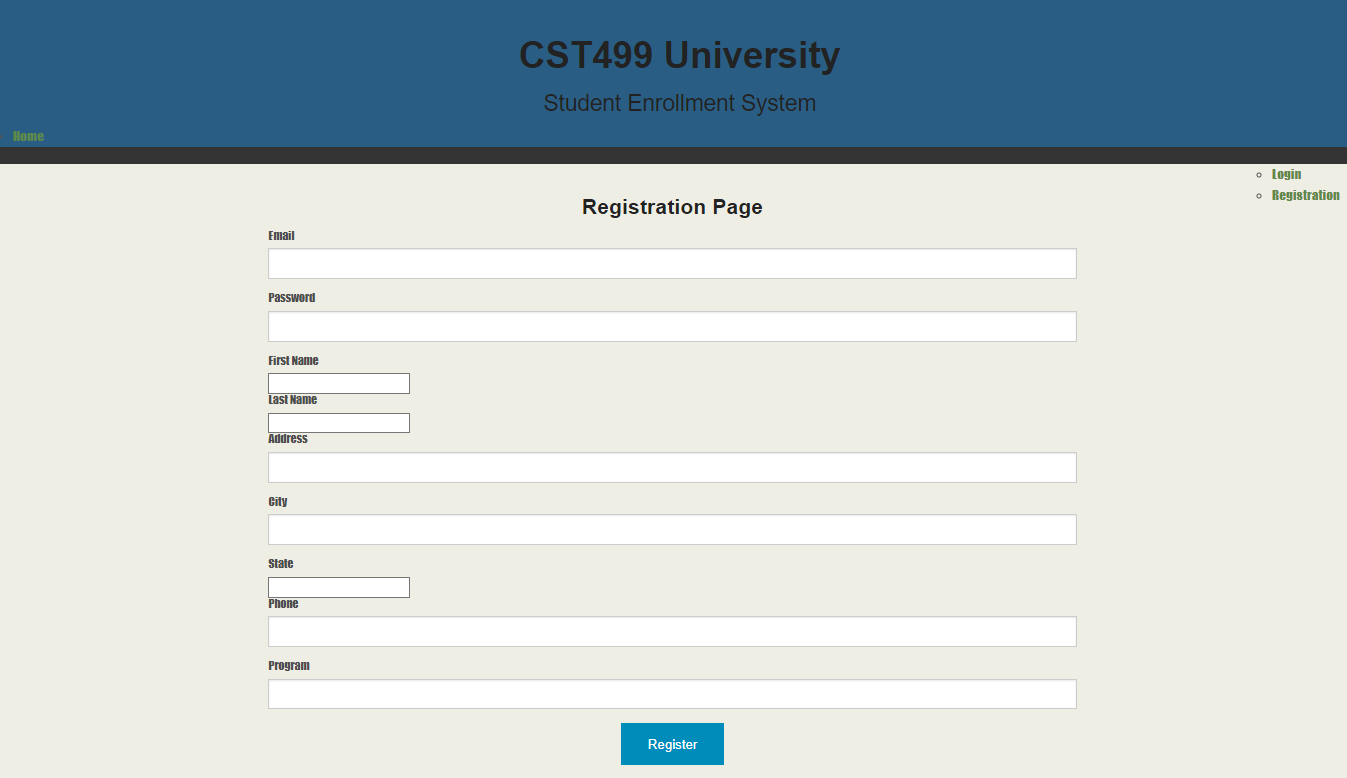 CST499 University
Student Enrollment System
Home
Login
Registration
Registration Page
Email
Password
First Name
Last Name
Address
City
State
Phone
Program
Register